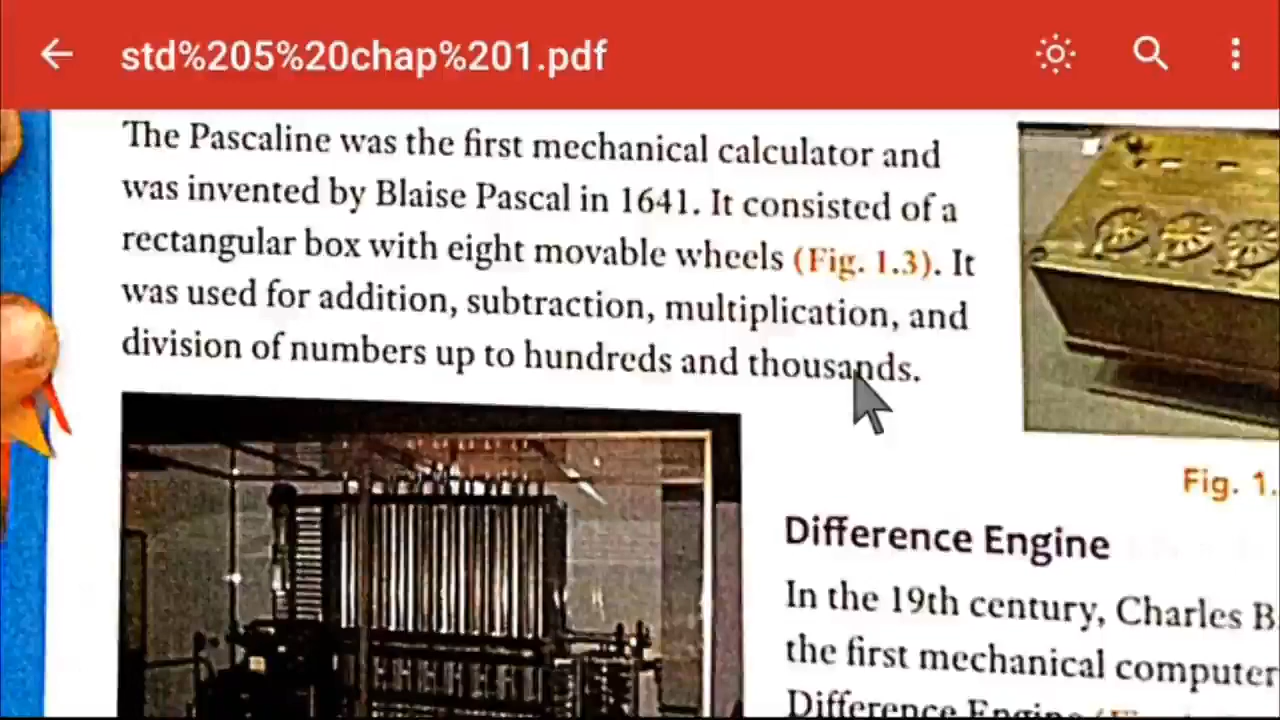 std%205%20chap%201.pdf
The Pascaline was the first mechanical calculator and
was invented by Blaise Pascal in 1641. It consisted of a
rectangular box with eight movable wheels (Fig. 1.3). It
was used for addition, subtraction, multiplication, and
division of numbers up to hundreds and thousands.
Fig. 1.
Difference Engine
In the 19th century, Charles B
the first mechanical computer
Difference Engine